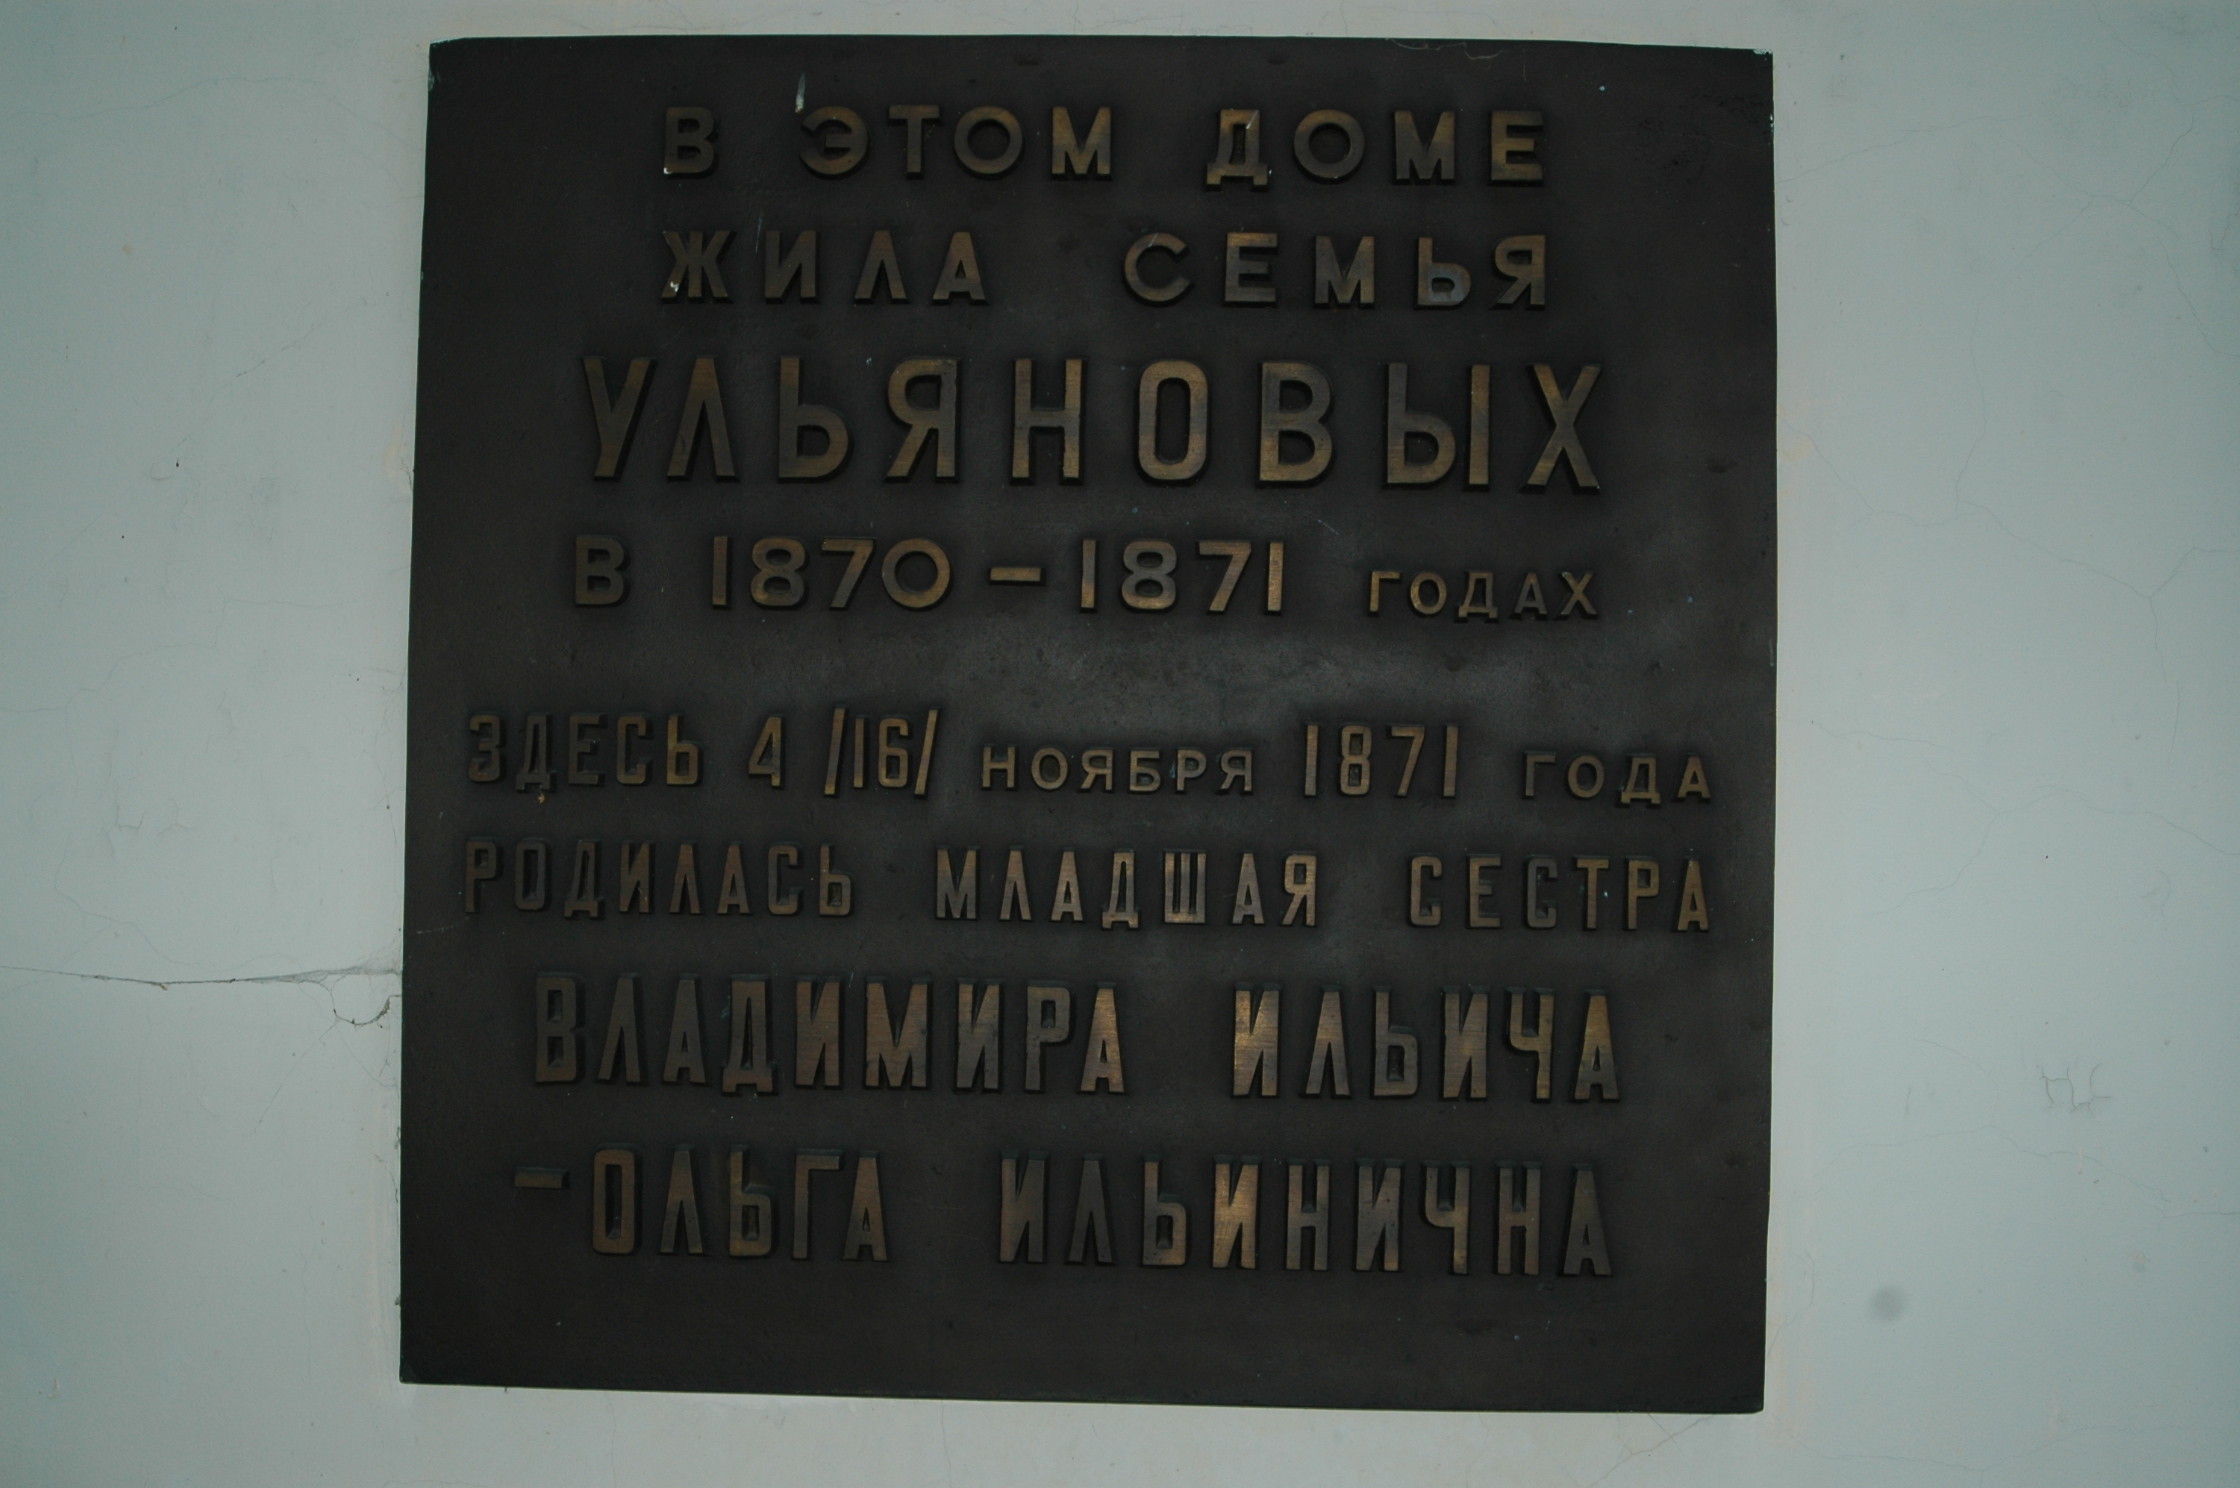 В ЭТОМ ДОМЕ
ЖИЛА СЕМЬЯ
УЛЬЯНОВЫХ
В 1870 – 1871 ГОДАХ
ЗДЕСЬ 4 /16/ НОЯБРЯ 1871 ГОДА
РОДИЛАСЬ МЛАДШАЯ СЕСТРА
ВЛАДИМИРА ИЛЬИЧА
– ОЛЬГА ИЛЬИНИЧНА